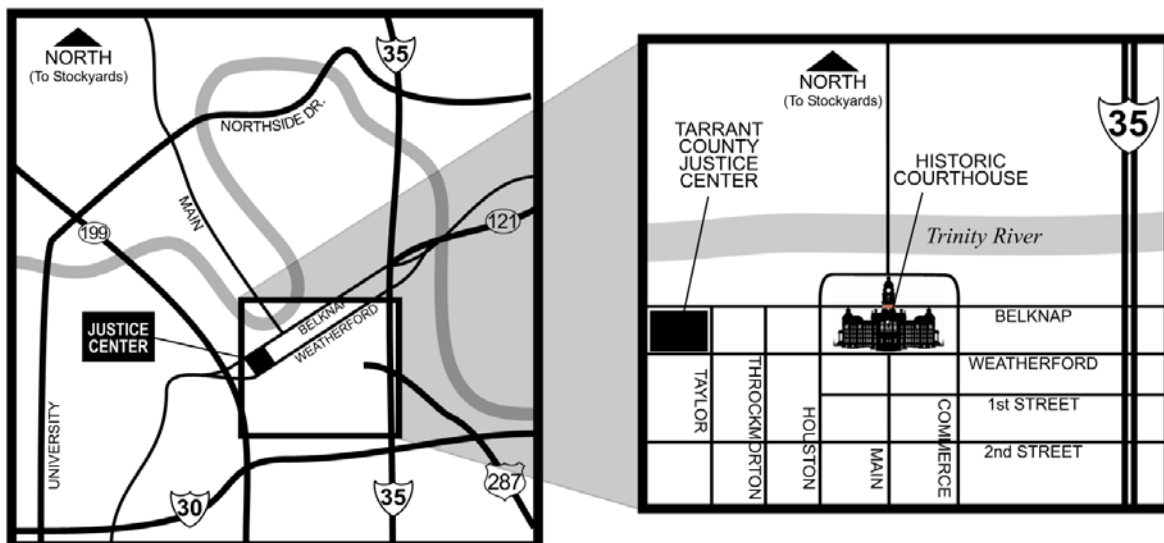 NORTH
(To Stockyards)
35
NORTHSIDE DR.
MAIN
199
121
BELKNAP
WEATHERFORD
JUSTICE
CENTER
UNIVERSITY
30
35
287
NORTH
(To Stockyards)
35
TARRANT
COUNTY
JUSTICE
CENTER
HISTORIC
COURTHOUSE
Trinity River
BELKNAP
WEATHERFORD
1st STREET
2nd STREET
TAYLOR
THROCKMORTON
HOUSTON
MAIN
COMMERCE